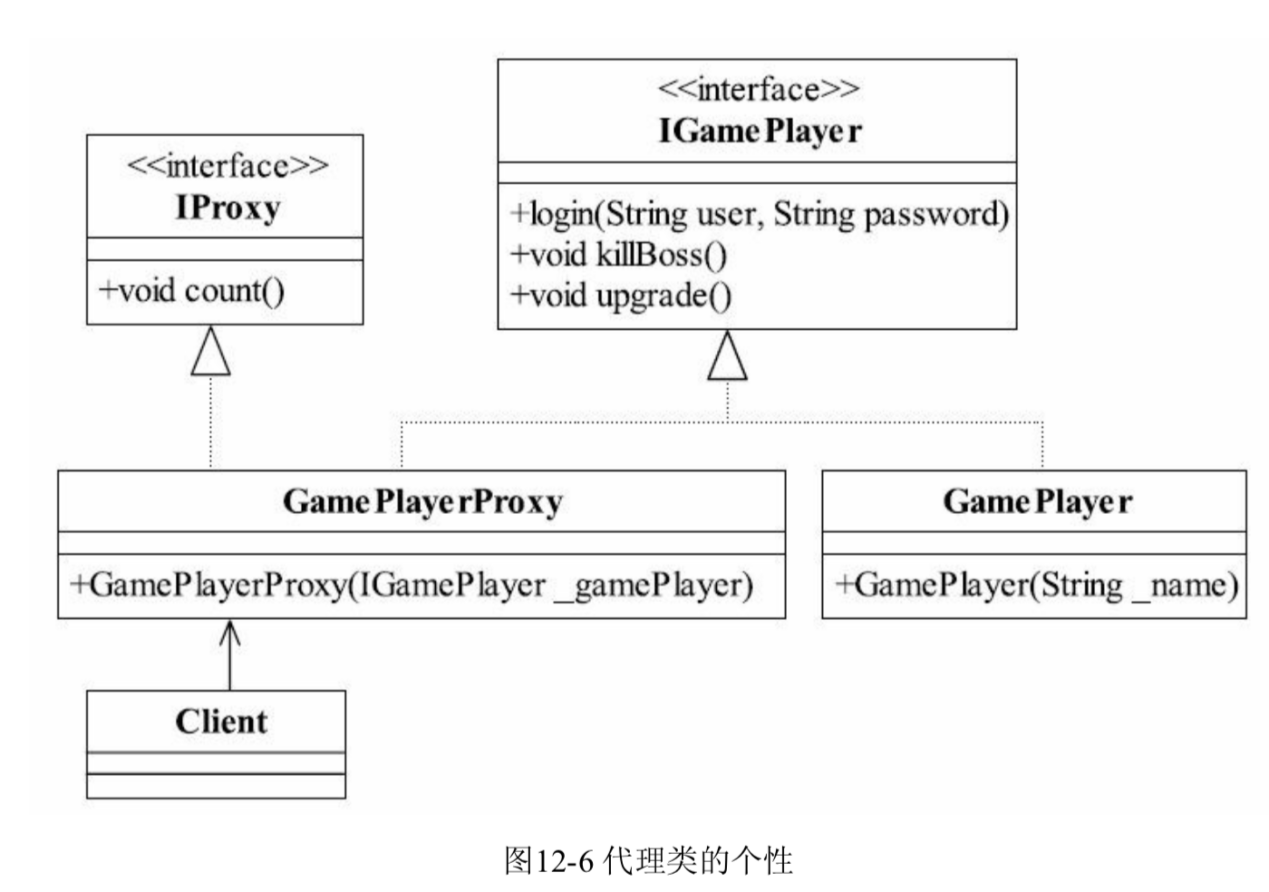 <<interface>>
IProxy
+void count()
<<interface>>
IGamePlayer
+login(String user, String password)
+void killBoss()
+void upgrade()
GamePlayerProxy
+GamePlayerProxy(IGamePlayer _gamePlayer)
GamePlayer
+GamePlayer(String _name)
Client
图12-6 代理类的个性